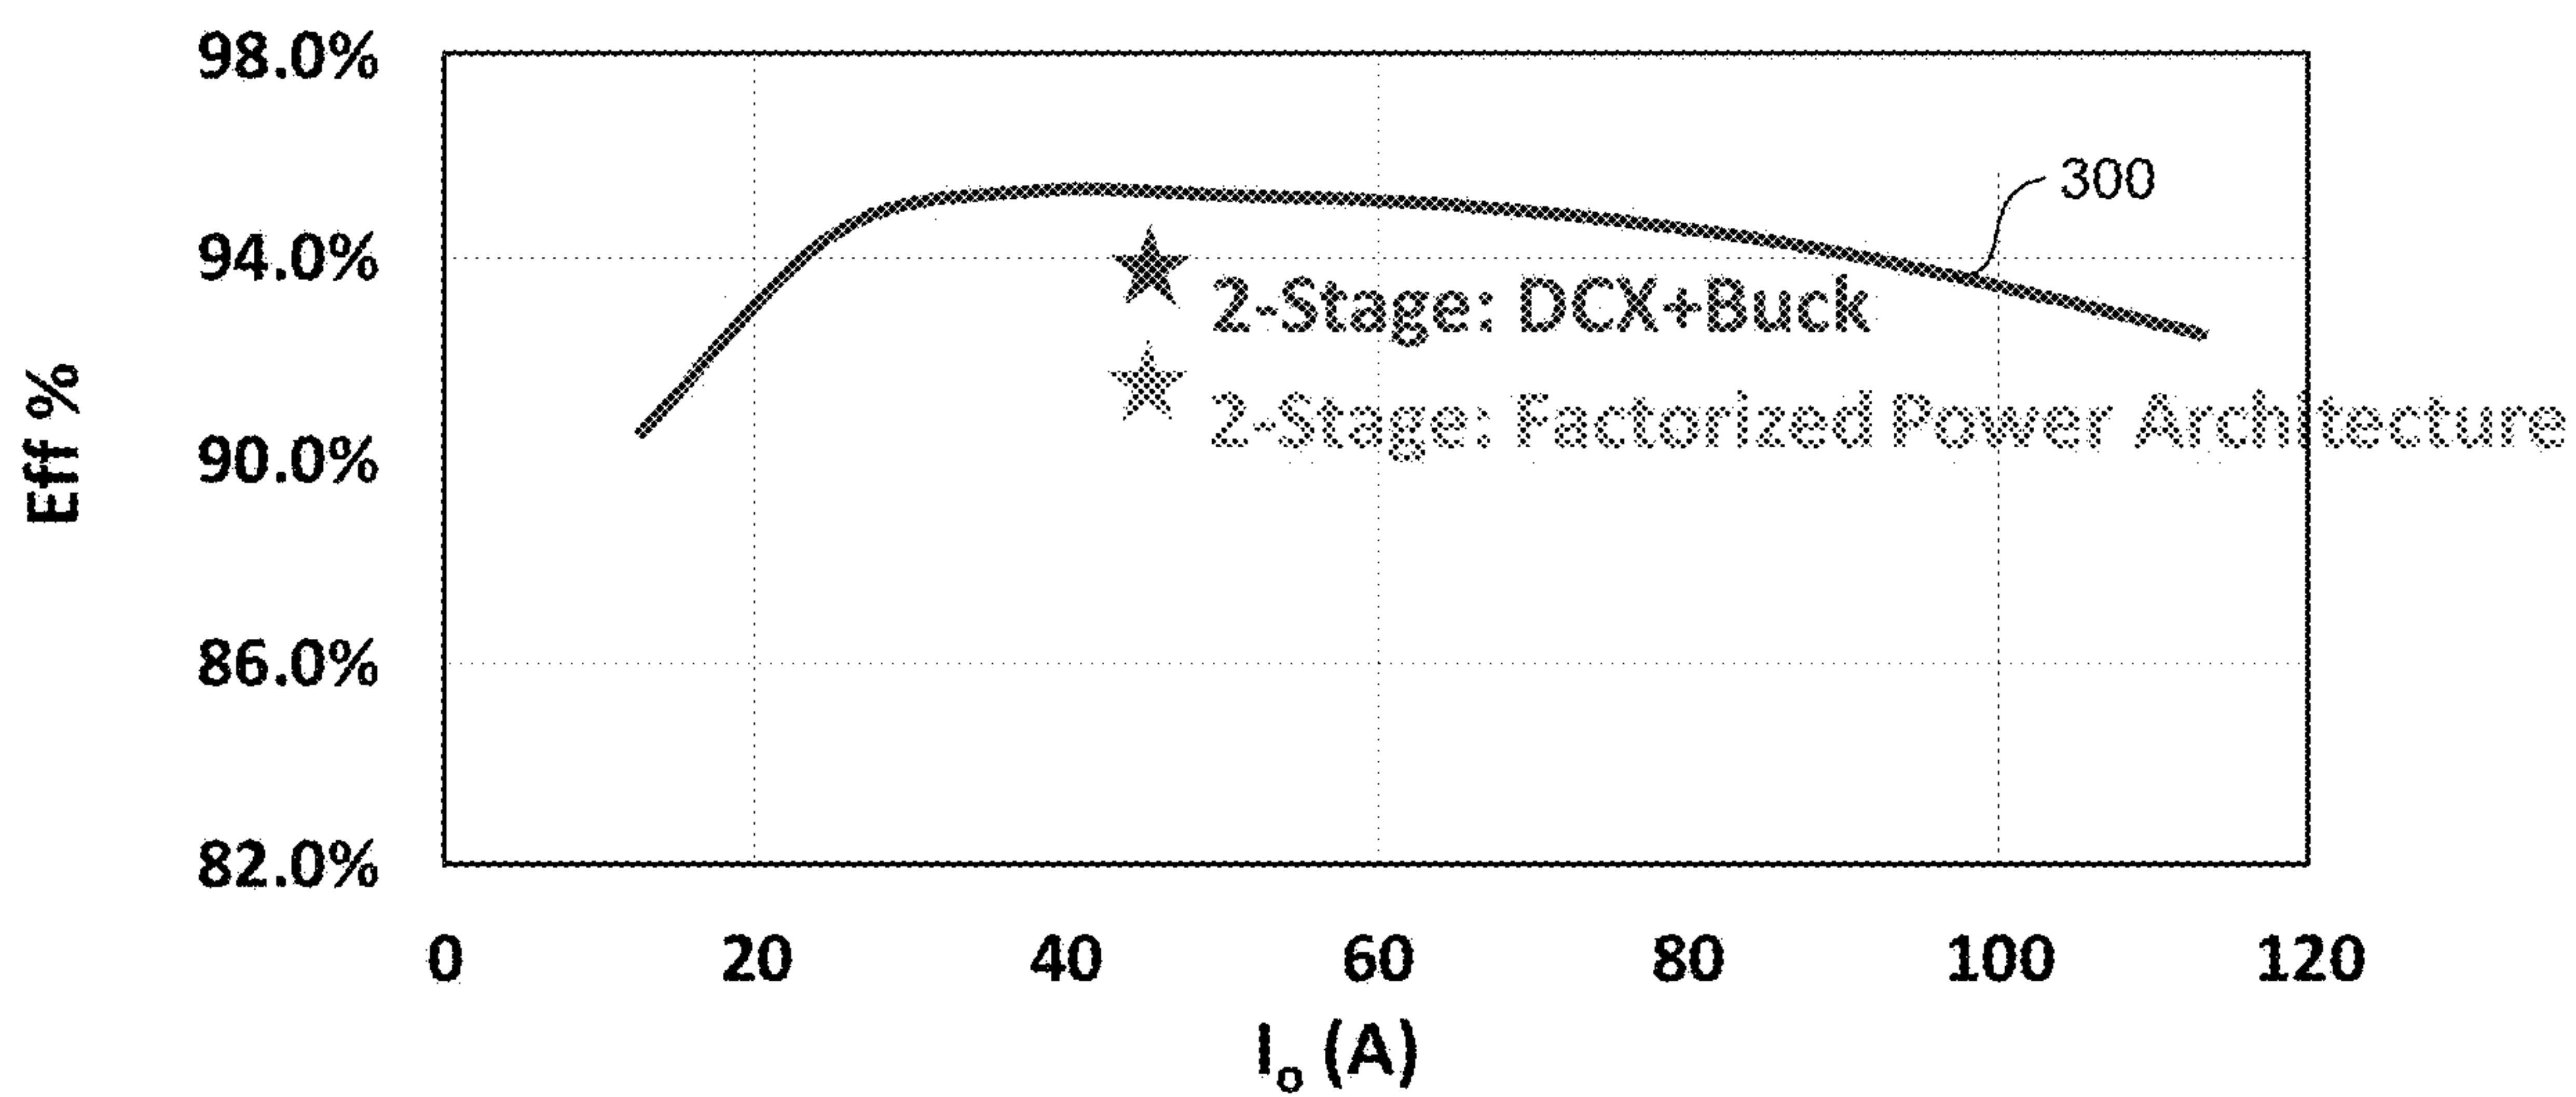 98.0%
300
94.0%
2-Stage: DCX+Buck
2-Stage: Factorized Power Architecture
Eff %
90.0%
86.0%
82.0%
0 20 40 60 80 100 120
Io (A)